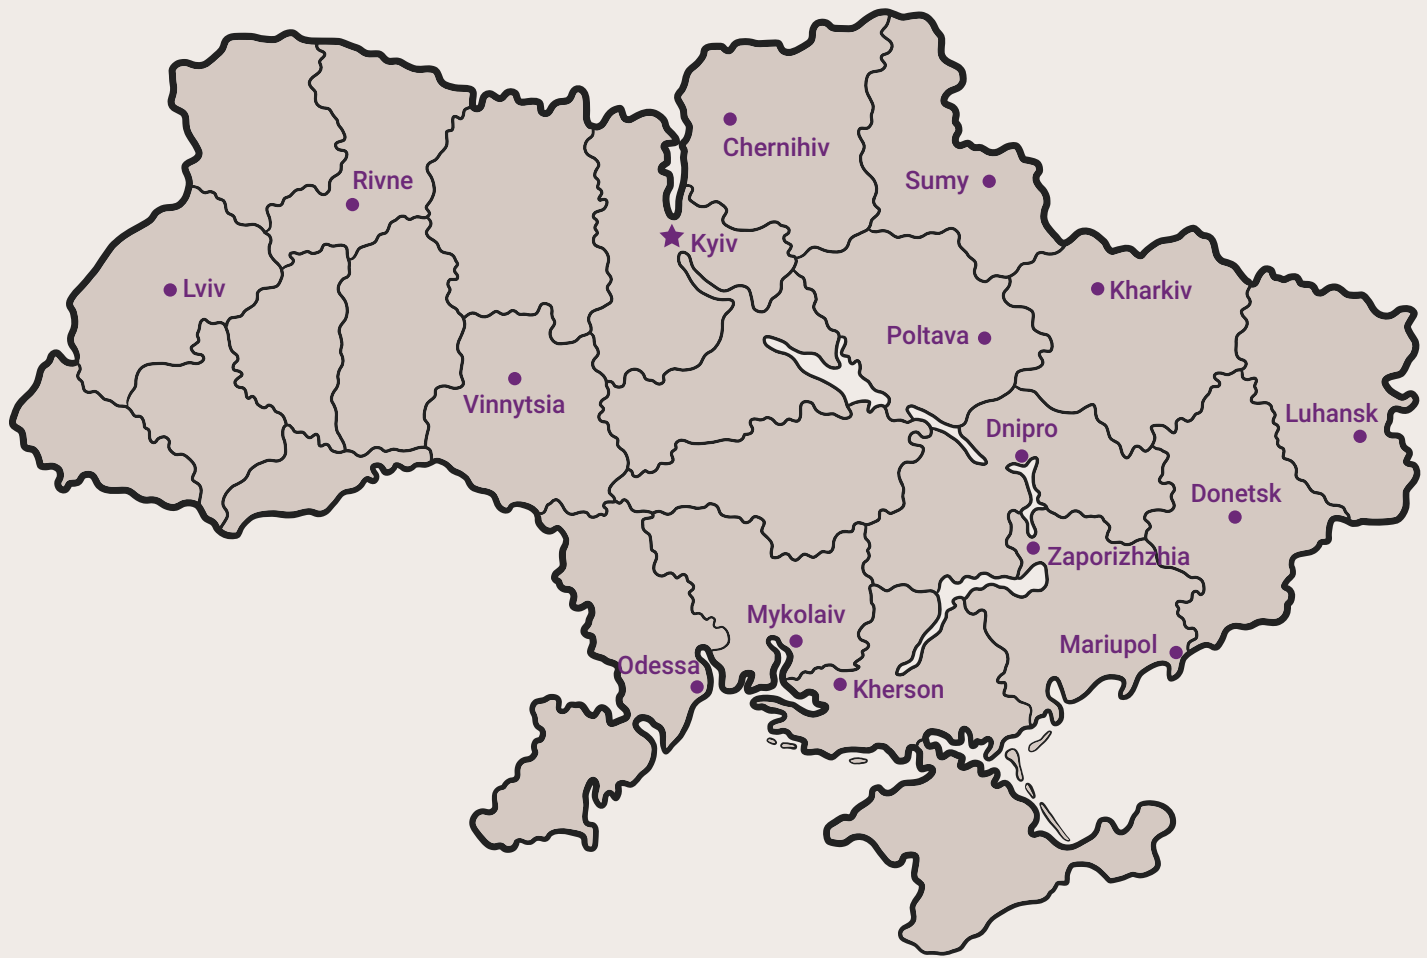 Chernihiv
Rivne
Sumy
Kyiv
Lviv
Kharkiv
Poltava
Vinnytsia
Luhansk
Dnipro
Donetsk
Zaporizhzhia
Mykolaiv
Mariupol
Odessa
Kherson